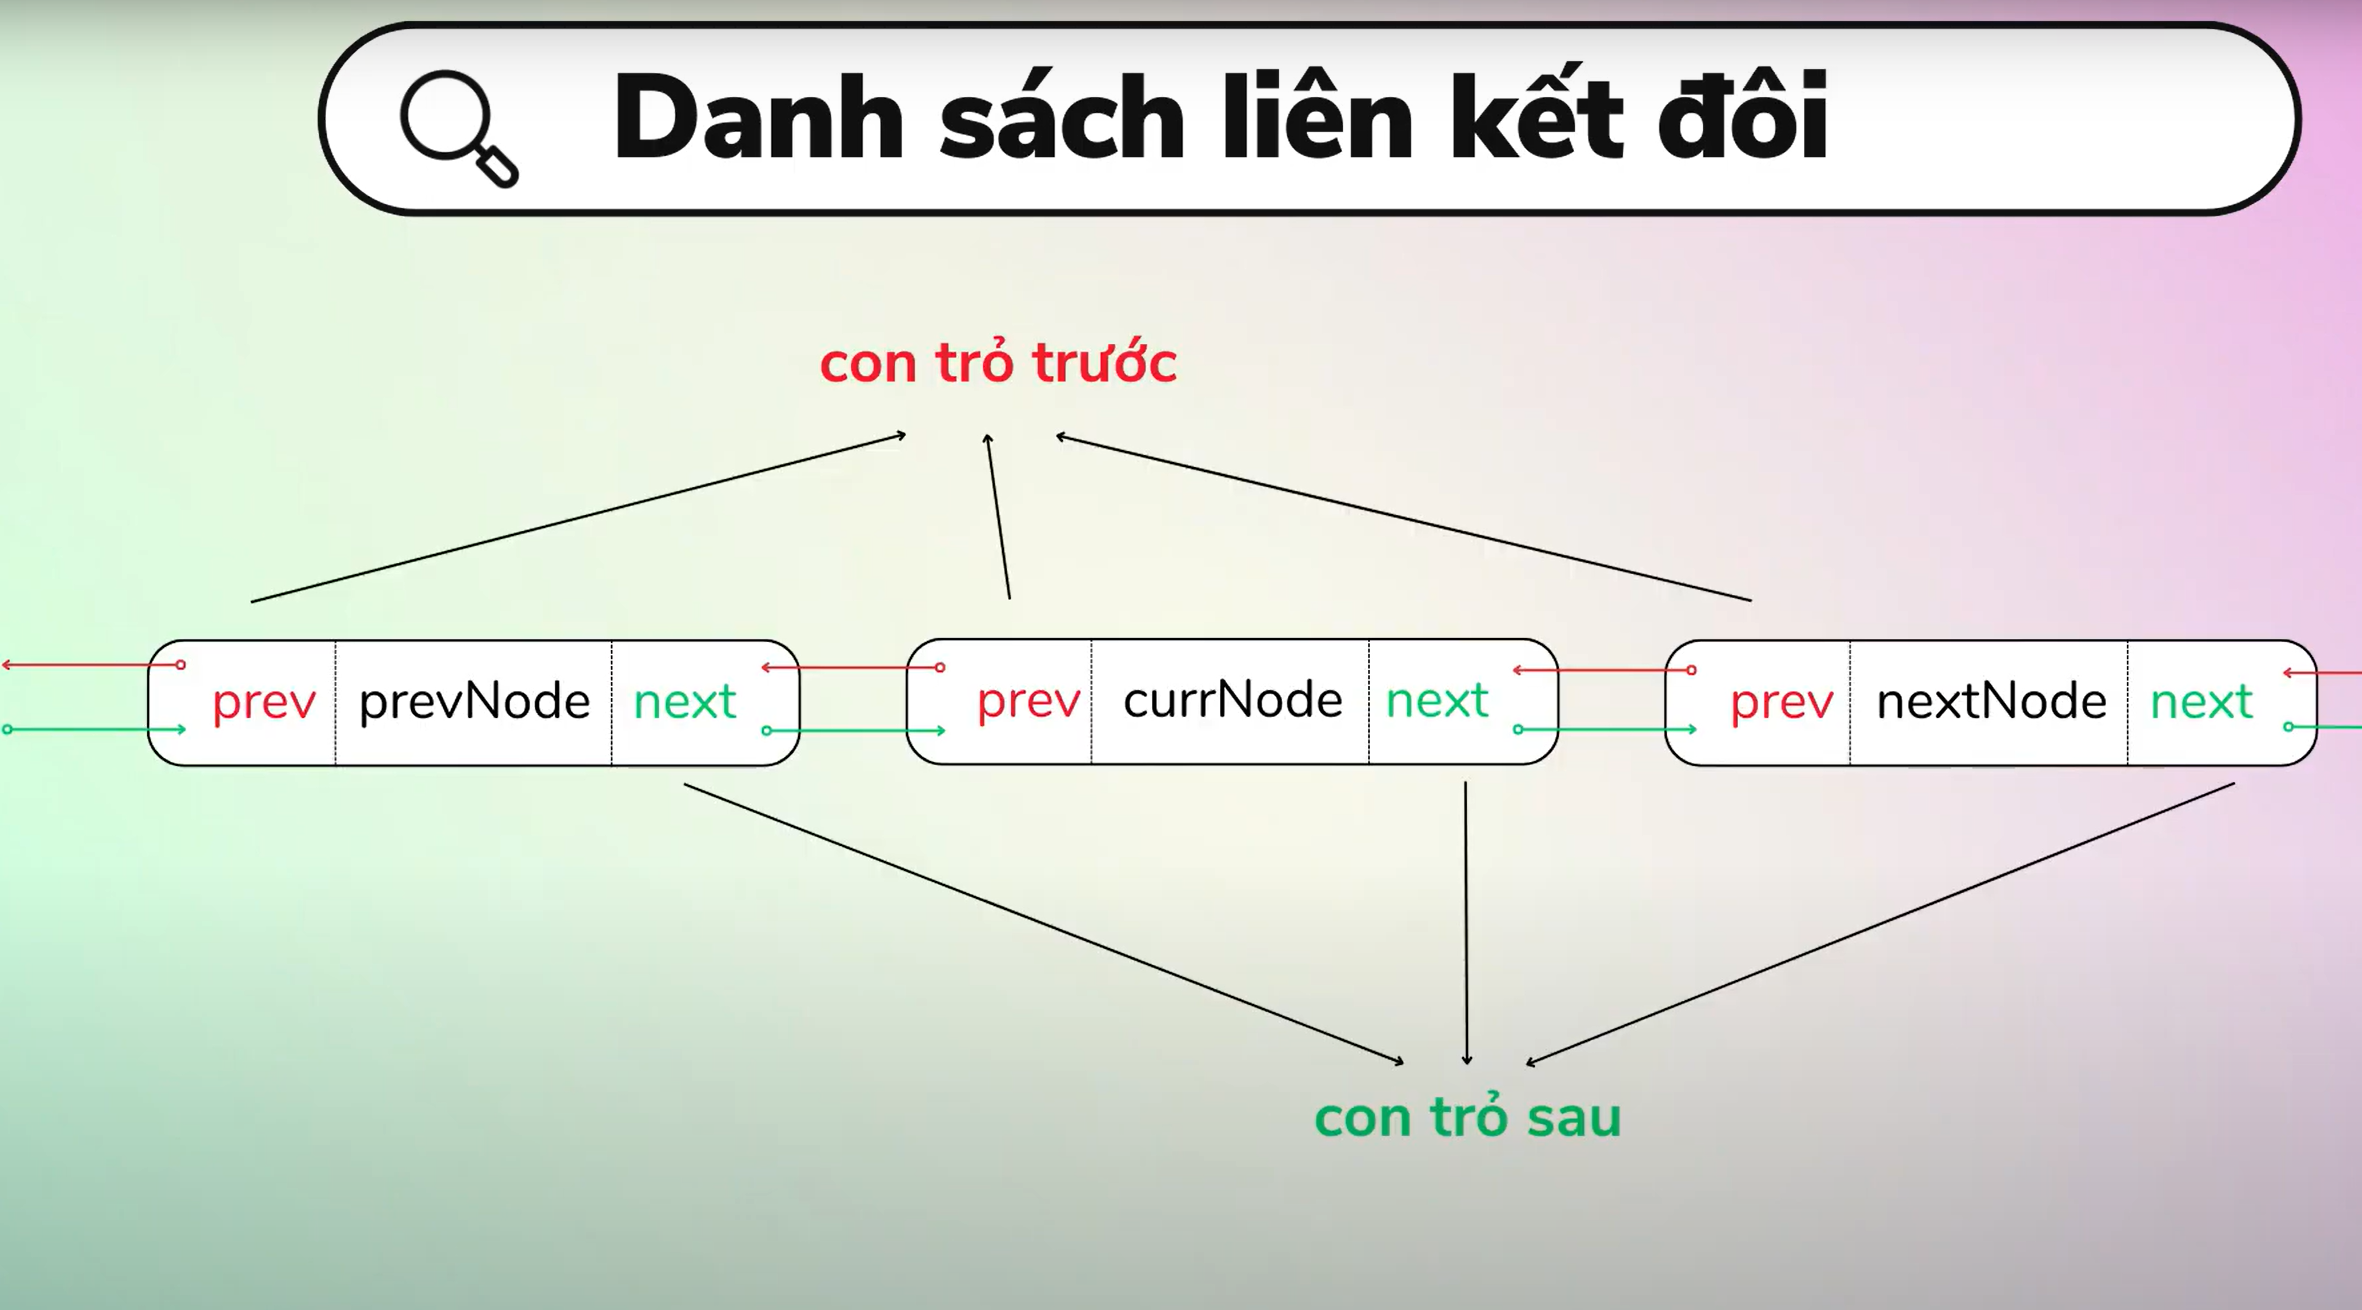 Danh sách liên kết đôi
con trỏ trước
prev prevNode next prev currNode next prev nextNode next
con trỏ sau